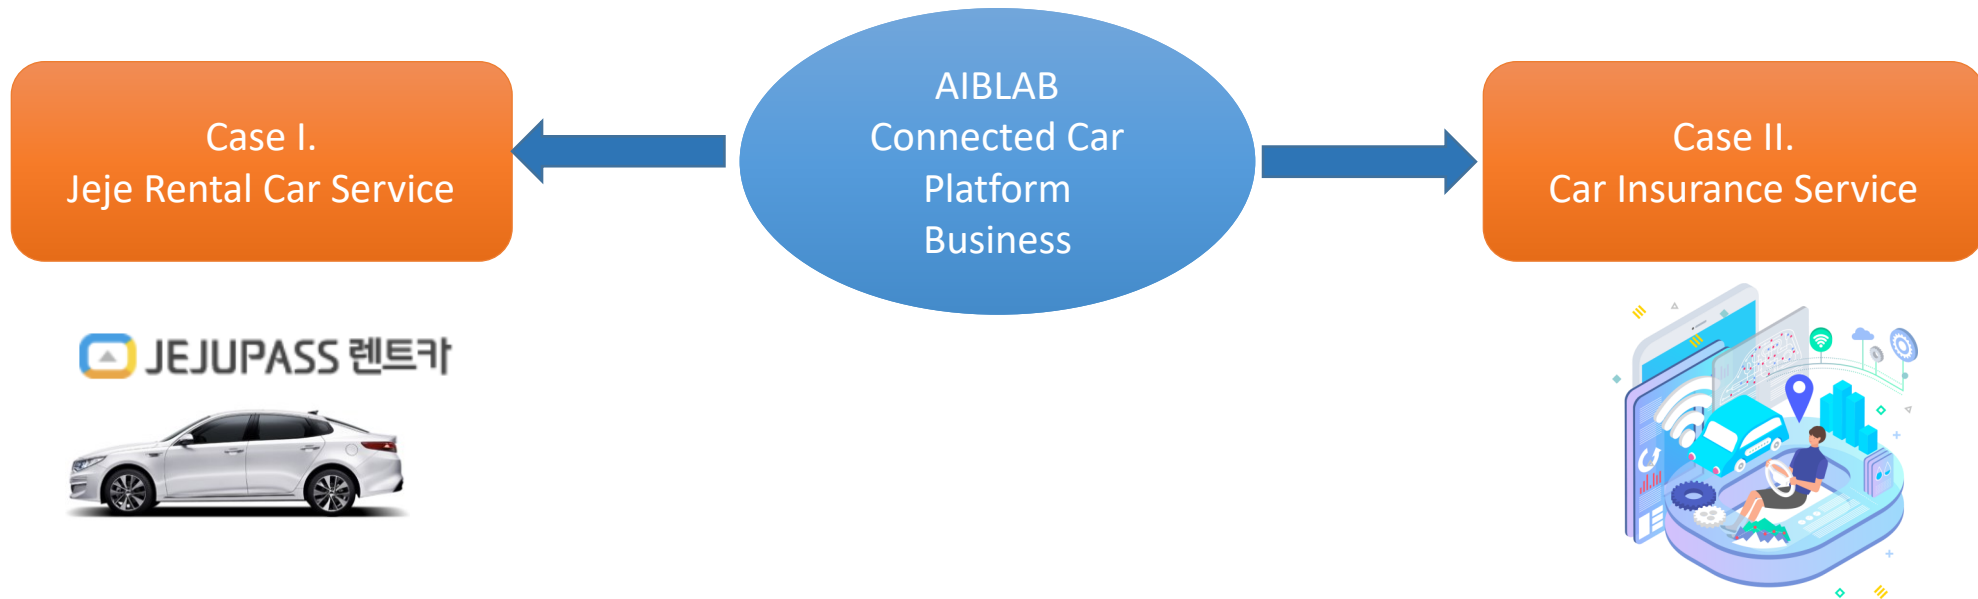 Case I.
Jeje Rental Car Service
AIBLAB
Connected Car
Platform
Business
Case II.
Car Insurance Service
JEJUPASS 렌트카